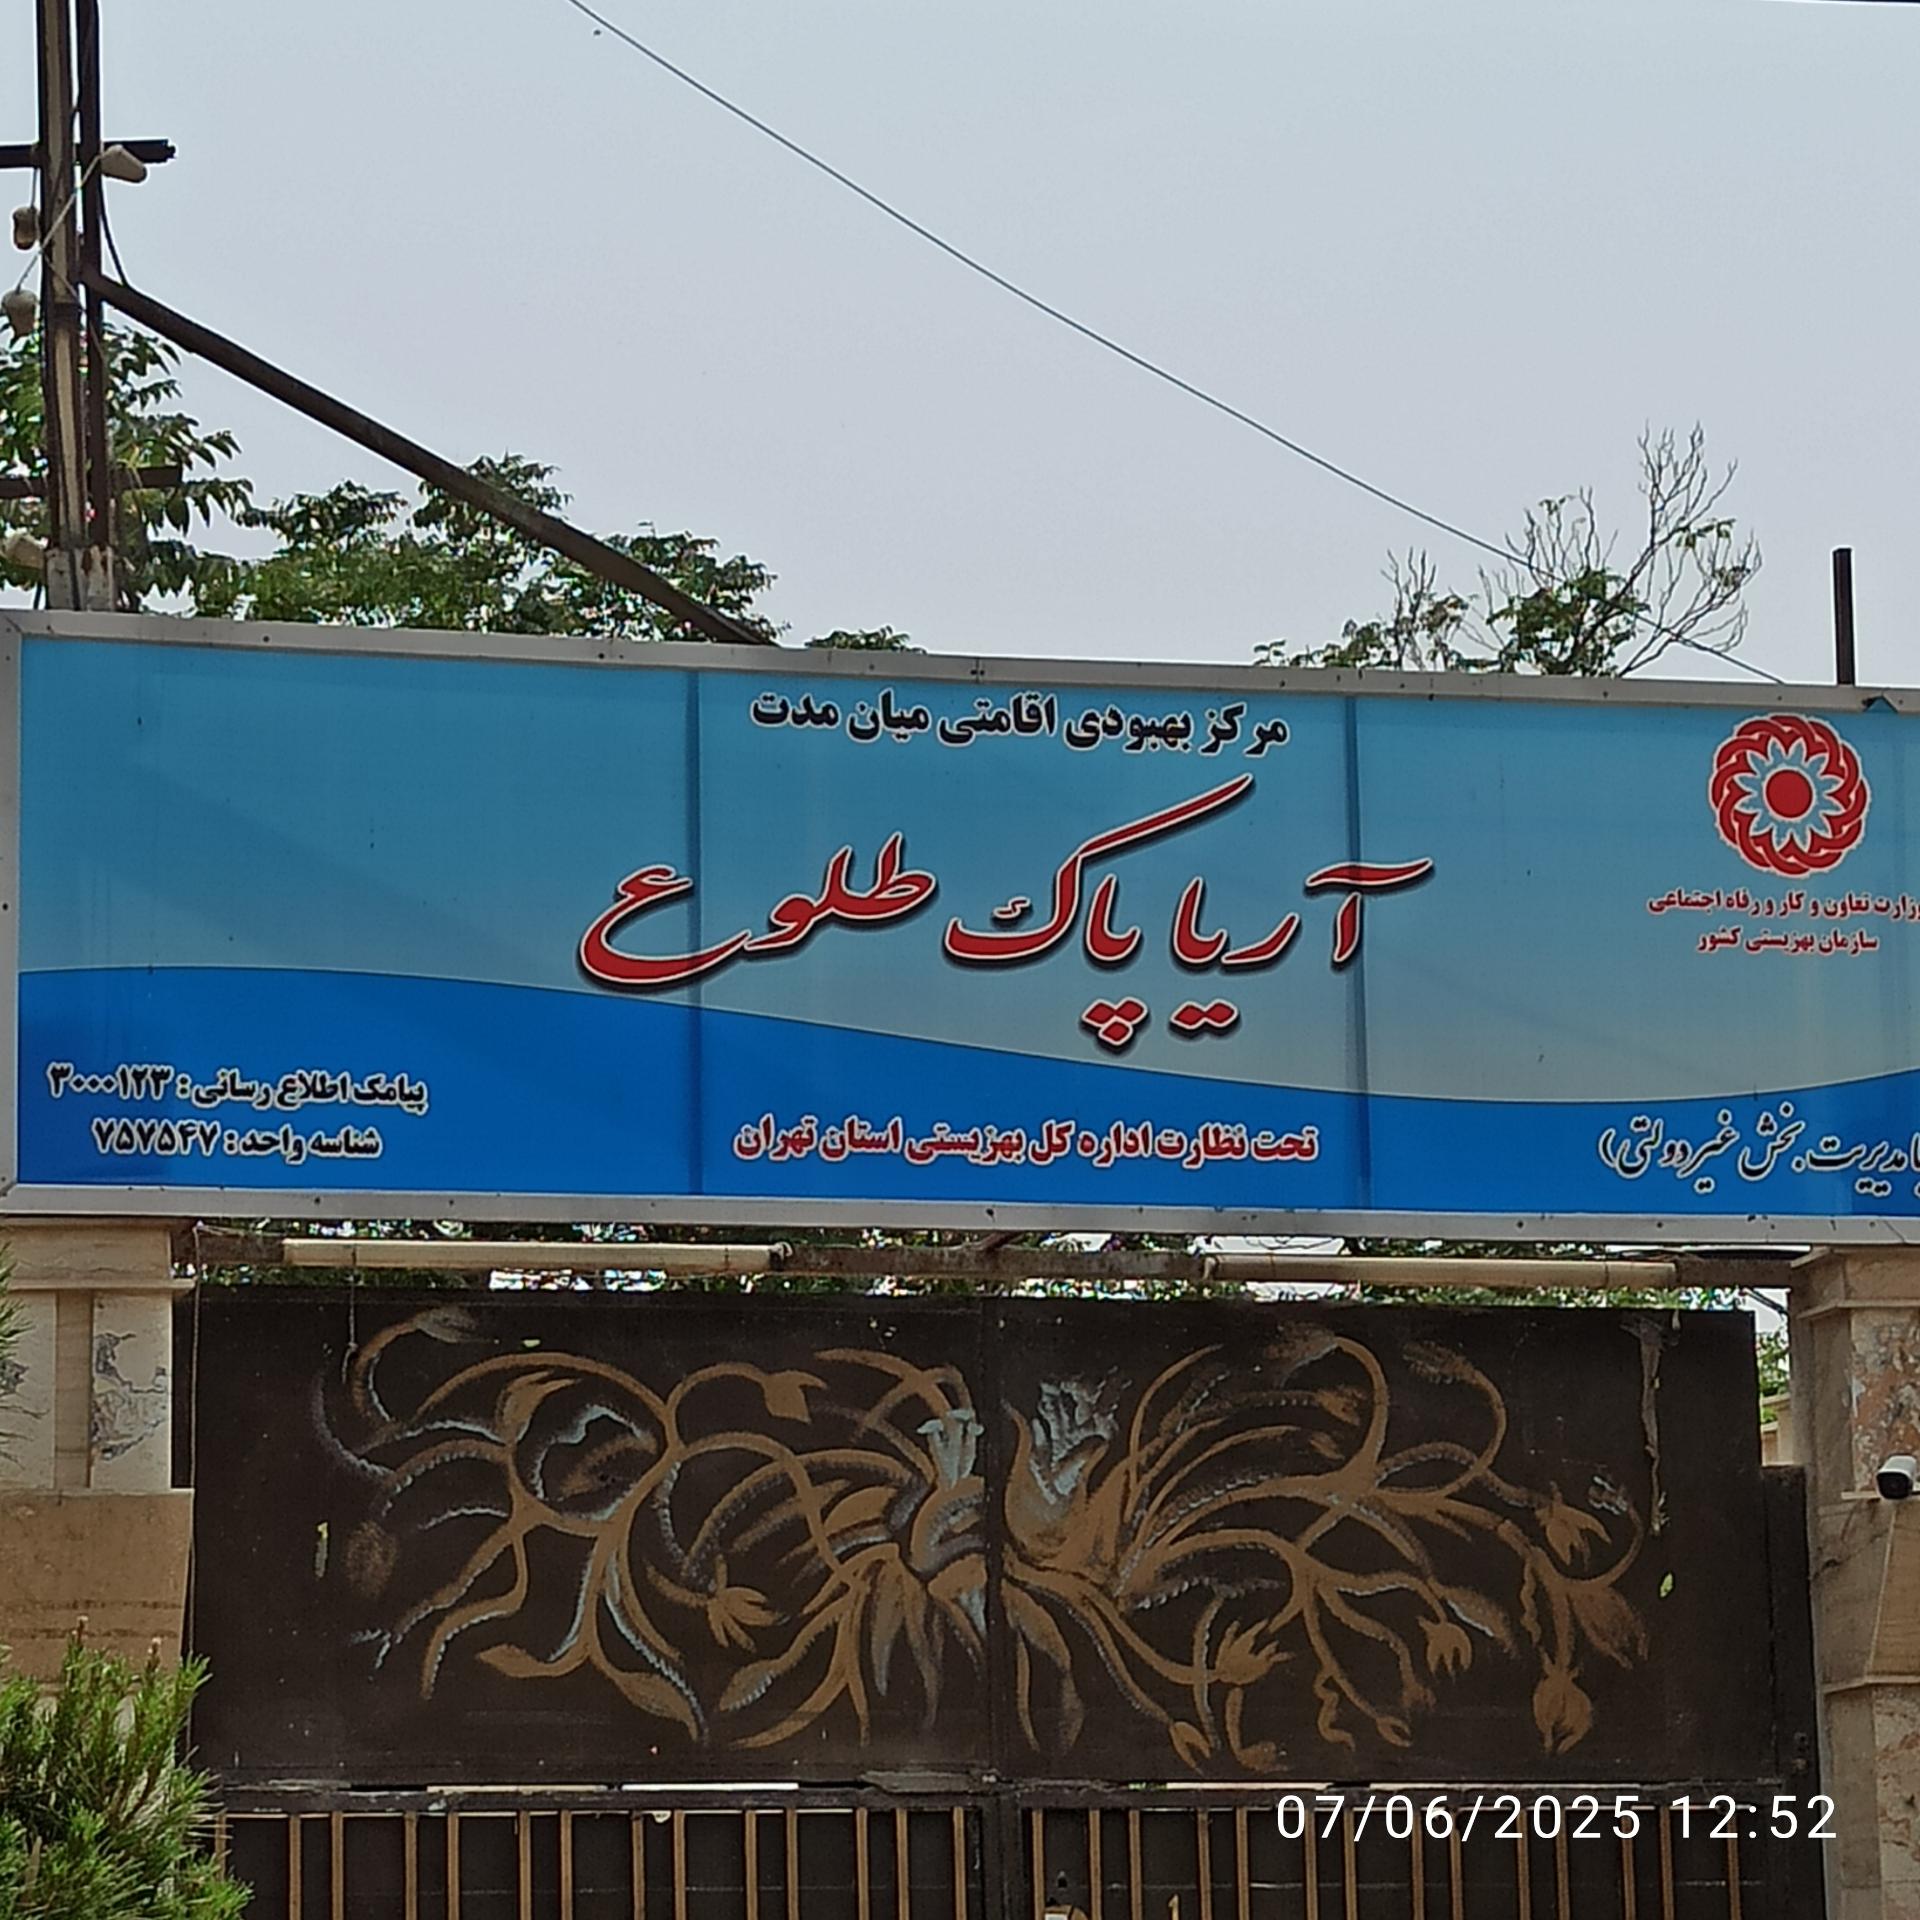 مرکز بهبودی اقامتی میان مدت
آریا پاک طلوع
وزارت تعاون و کار و رفاه اجتماعی
سازمان بهزیستی کشور
پیامک اطلاع رسانی : ۳۰۰۰۱۲۳
شناسه واحد : ۷۵۷۵۴۷
تحت نظارت اداره کل بهزیستی استان تهران
مدیریت بخش غیردولتی)
07/06/2025 12:52